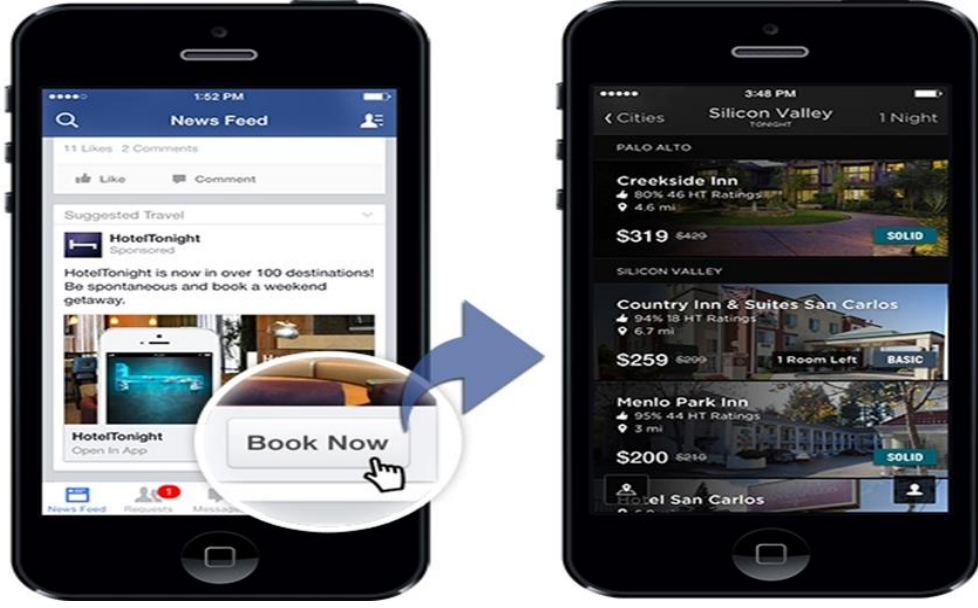 1:52 PM
News Feed
11 Likes 2 Comments
Like Comment
Suggested Travel
HotelTonight
Sponsored
HotelTonight is now in over 100 destinations!
Be spontaneous and book a weekend
getaway.
HotelTonight
Open In App
Book Now
1
News Feed Requests
3:48 PM
Cities Silicon Valley 1 Night
TONIGHT
PALO ALTO
Creekside Inn
80% 46 HT Ratings
4.6 mi
$319 $429 SOLID
SILICON VALLEY
Country Inn & Suites San Carlos
94% 18 HT Ratings
6.7 mi
$259 $299 1 Room Left BASIC
Menlo Park Inn
95% 44 HT Ratings
3 mi
$200 $210 SOLID
San Carlos